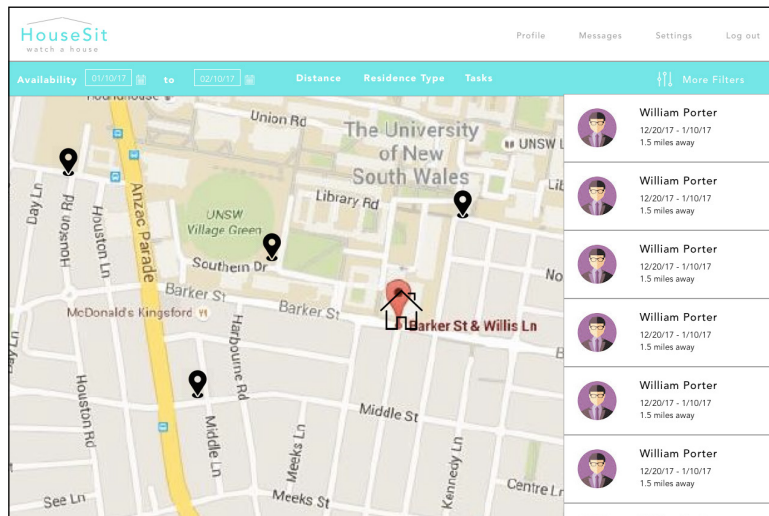 HouseSit
watch a house
Profile Messages Settings Log out
Availability 01/10/17 to 02/10/17 Distance Residence Type Tasks More Filters
Union Rd
The University
of New
South Wales
UNSW
Library Rd
Day Ln
Houston Rd
Houston Ln
Anzac Parade
UNSW
Village Green
Southern Dr
Barker St
Barker St
McDonald's Kingsford
Barker St & Willis Ln
Harbourne Rd
Houston Rd
Middle Ln
Middle St
Meeks Ln
Kennedy Ln
See Ln
Meeks St
Centre Ln
William Porter
12/20/17 - 1/10/17
1.5 miles away
William Porter
12/20/17 - 1/10/17
1.5 miles away
William Porter
12/20/17 - 1/10/17
1.5 miles away
William Porter
12/20/17 - 1/10/17
1.5 miles away
William Porter
12/20/17 - 1/10/17
1.5 miles away
William Porter
12/20/17 - 1/10/17
1.5 miles away